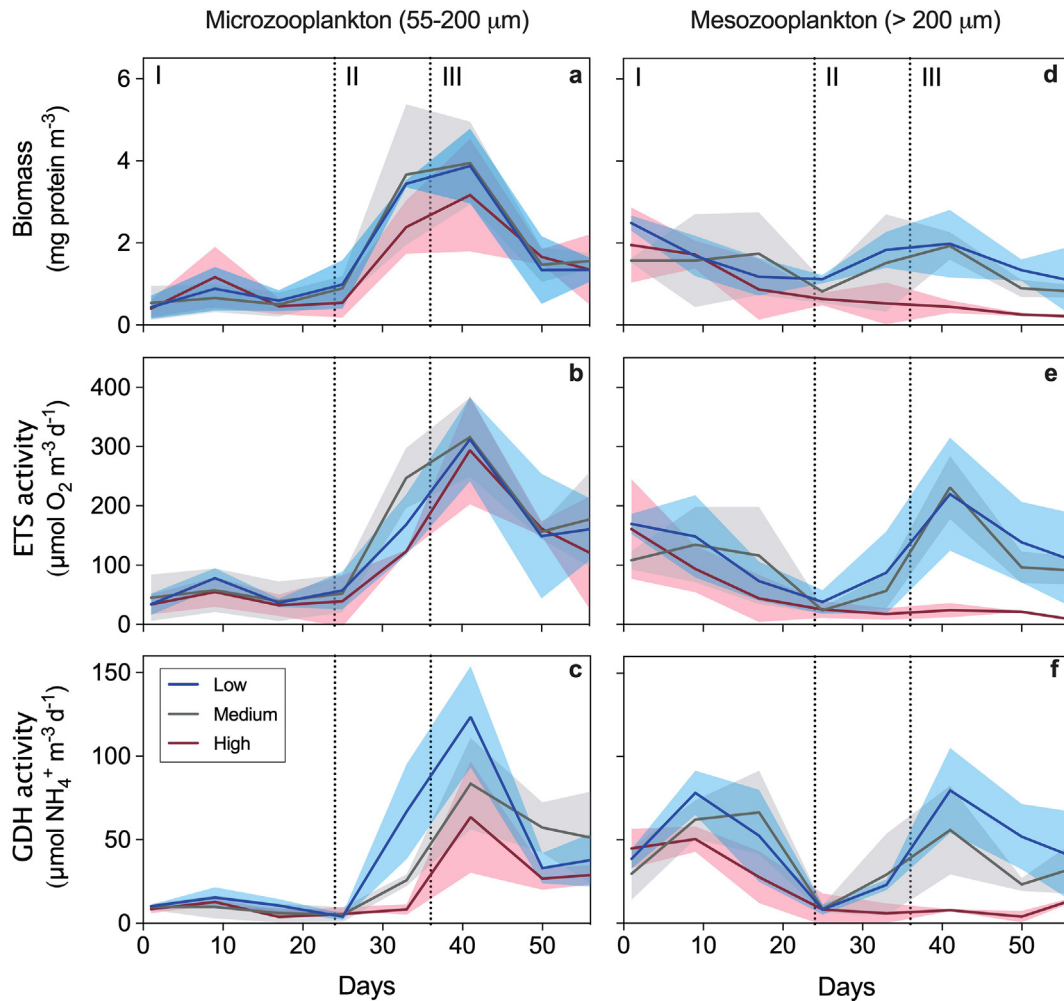 Microzooplankton (55-200 μm)
Mesozooplankton (> 200 μm)
Biomass
(mg protein m⁻³)
6
4
2
0
I
II
III
a
I
II
III
d
ETS activity
(μmol O₂ m⁻³ d⁻¹)
400
300
200
100
0
b
e
GDH activity
(μmol NH₄⁺ m⁻³ d⁻¹)
150
100
50
0
Low
Medium
High
c
f
0 10 20 30 40 50
0 10 20 30 40 50
Days
Days